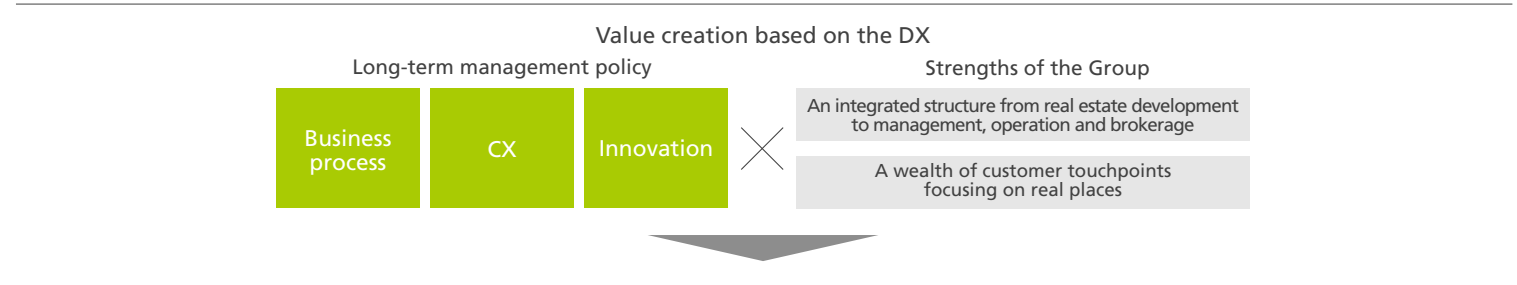 Value creation based on the DX
Long-term management policy
Strengths of the Group
Business
process
CX
Innovation
An integrated structure from real estate development
to management, operation and brokerage
A wealth of customer touchpoints
focusing on real places